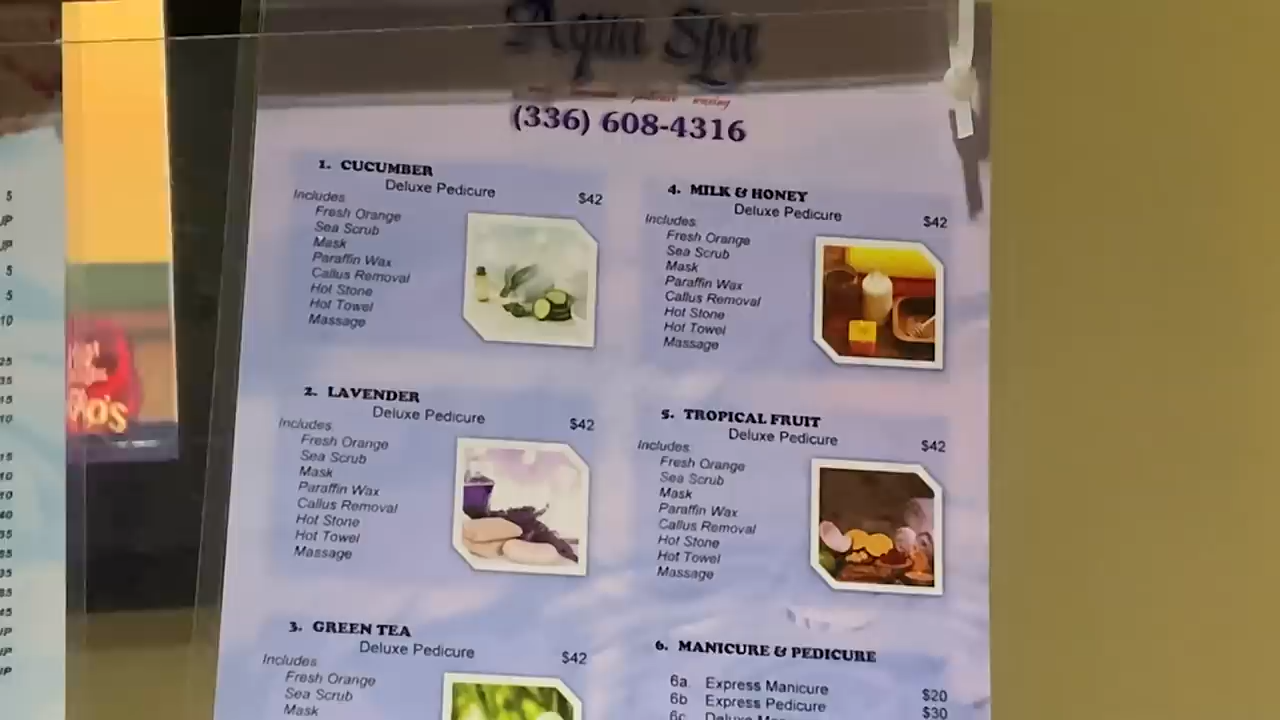 Aqua Spa
pedicure waxing
(336) 608-4316
1. CUCUMBER
Deluxe Pedicure
$42
Includes
Fresh Orange
Sea Scrub
Mask
Paraffin Wax
Callus Removal
Hot Stone
Hot Towel
Massage
2. LAVENDER
Deluxe Pedicure
$42
Includes
Fresh Orange
Sea Scrub
Mask
Paraffin Wax
Callus Removal
Hot Stone
Hot Towel
Massage
3. GREEN TEA
Deluxe Pedicure
$42
Includes
Fresh Orange
Sea Scrub
Mask
4. MILK & HONEY
Deluxe Pedicure
$42
Includes
Fresh Orange
Sea Scrub
Mask
Paraffin Wax
Callus Removal
Hot Stone
Hot Towel
Massage
5. TROPICAL FRUIT
Deluxe Pedicure
$42
Includes
Fresh Orange
Sea Scrub
Mask
Paraffin Wax
Callus Removal
Hot Stone
Hot Towel
Massage
6. MANICURE & PEDICURE
6a. Express Manicure $20
6b Express Pedicure $30
6c Deluxe